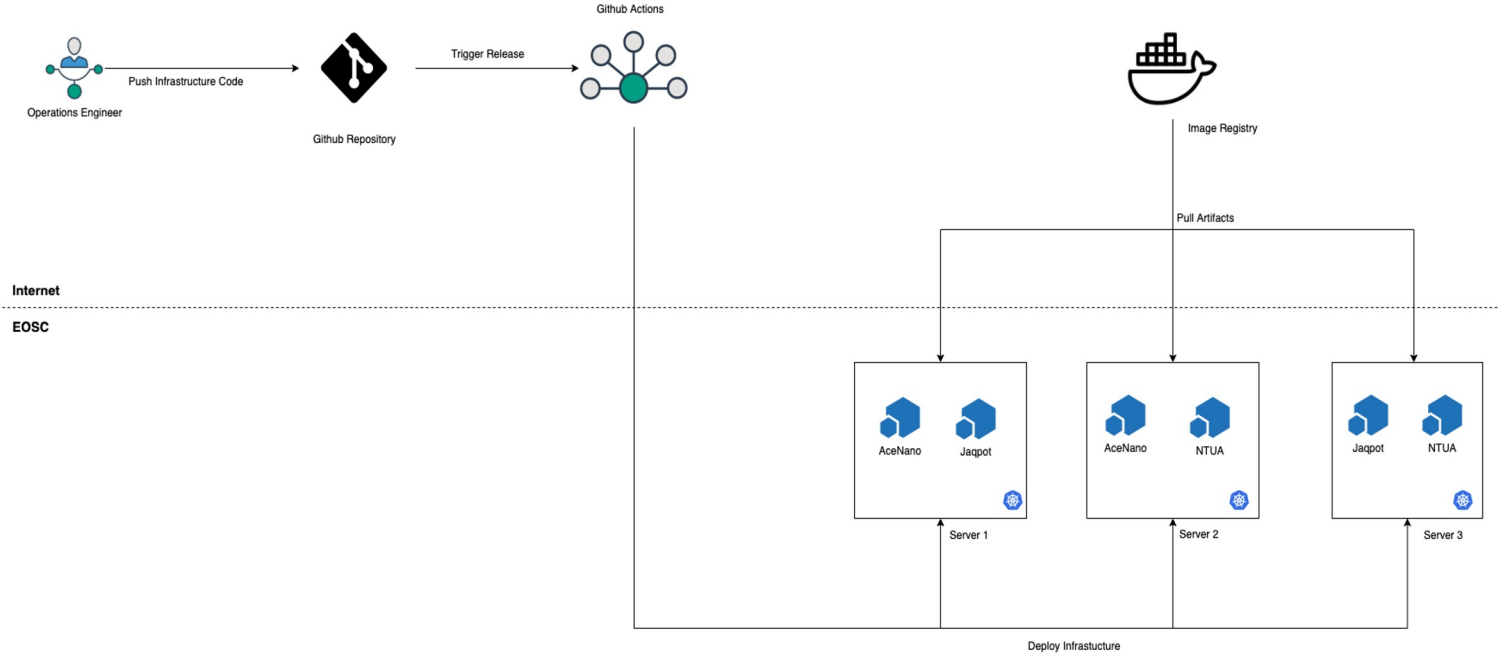 Github Actions
Trigger Release
Push Infrastructure Code
Operations Engineer
Github Repository
Image Registry
Pull Artifacts
Internet
EOSC
AceNano
Jaqpot
AceNano
NTUA
Jaqpot
NTUA
Server 1
Server 2
Server 3
Deploy Infrastucture